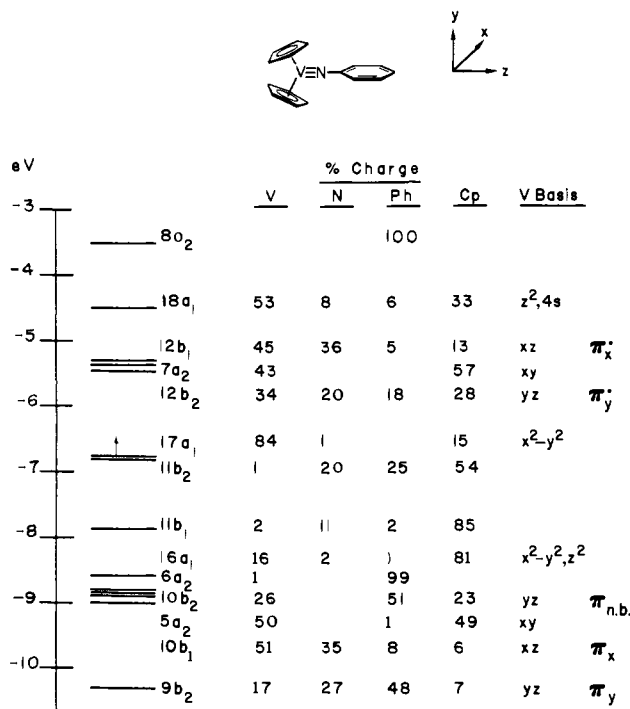 y
x
V≡N
z
eV
% Charge
V N Ph Cp V Basis
-3
8a2 100
-4
18a1 53 8 6 33 z²,4s
-5
12b1 45 36 5 13 xz π*x
7a2 43 57 xy
-6
12b2 34 20 18 28 yz π*y
17a1 84 1 15 x²-y²
-7
11b2 1 20 25 54
-8
11b1 2 11 2 85
16a1 16 2 1 81 x²-y²,z²
6a2 1 99
-9
10b2 26 51 23 yz πn.b.
5a2 50 1 49 xy
10b1 51 35 8 6 xz πx
-10
9b2 17 27 48 7 yz πy